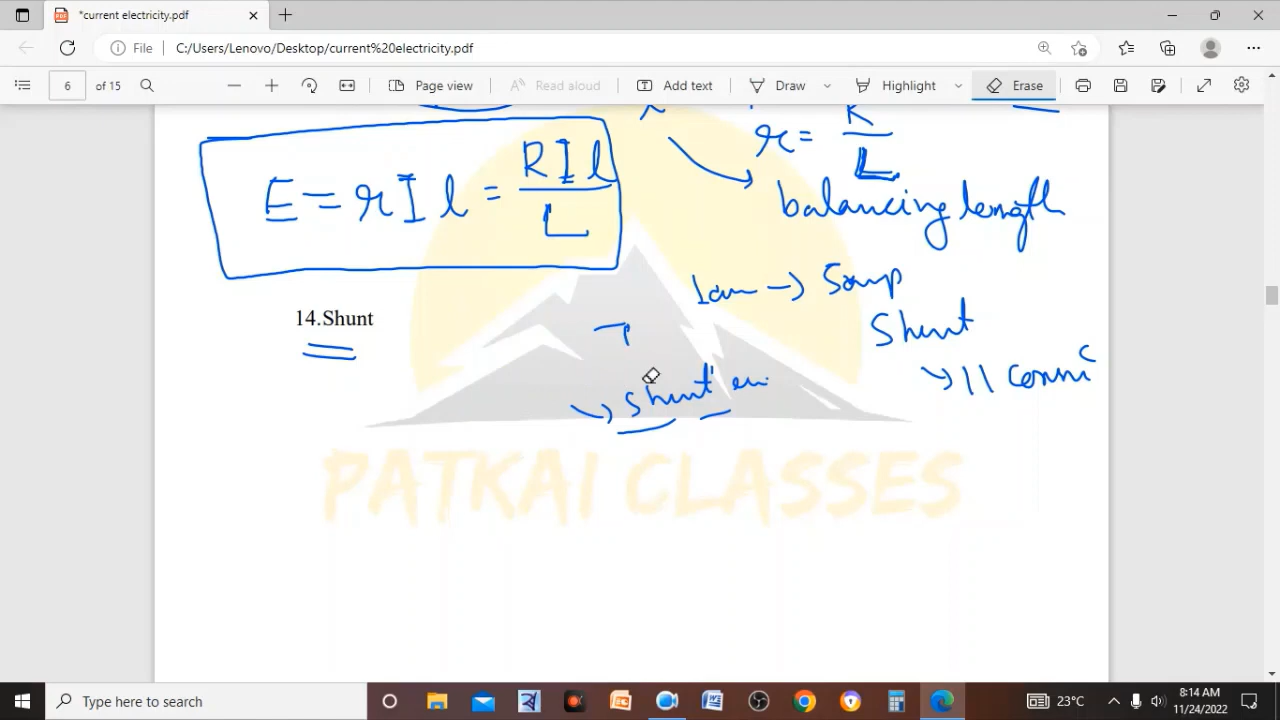 *current electricity.pdf
File C:/Users/Lenovo/Desktop/current%20electricity.pdf
6 of 15 Page view Read aloud Add text Draw Highlight Erase
E = r I l = R I l / L
r = R / L
balancing length
14.Shunt
Shunt
→ || conn
→ Shunt
PATKAI CLASSES
Type here to search
23°C
8:14 AM
11/24/2022